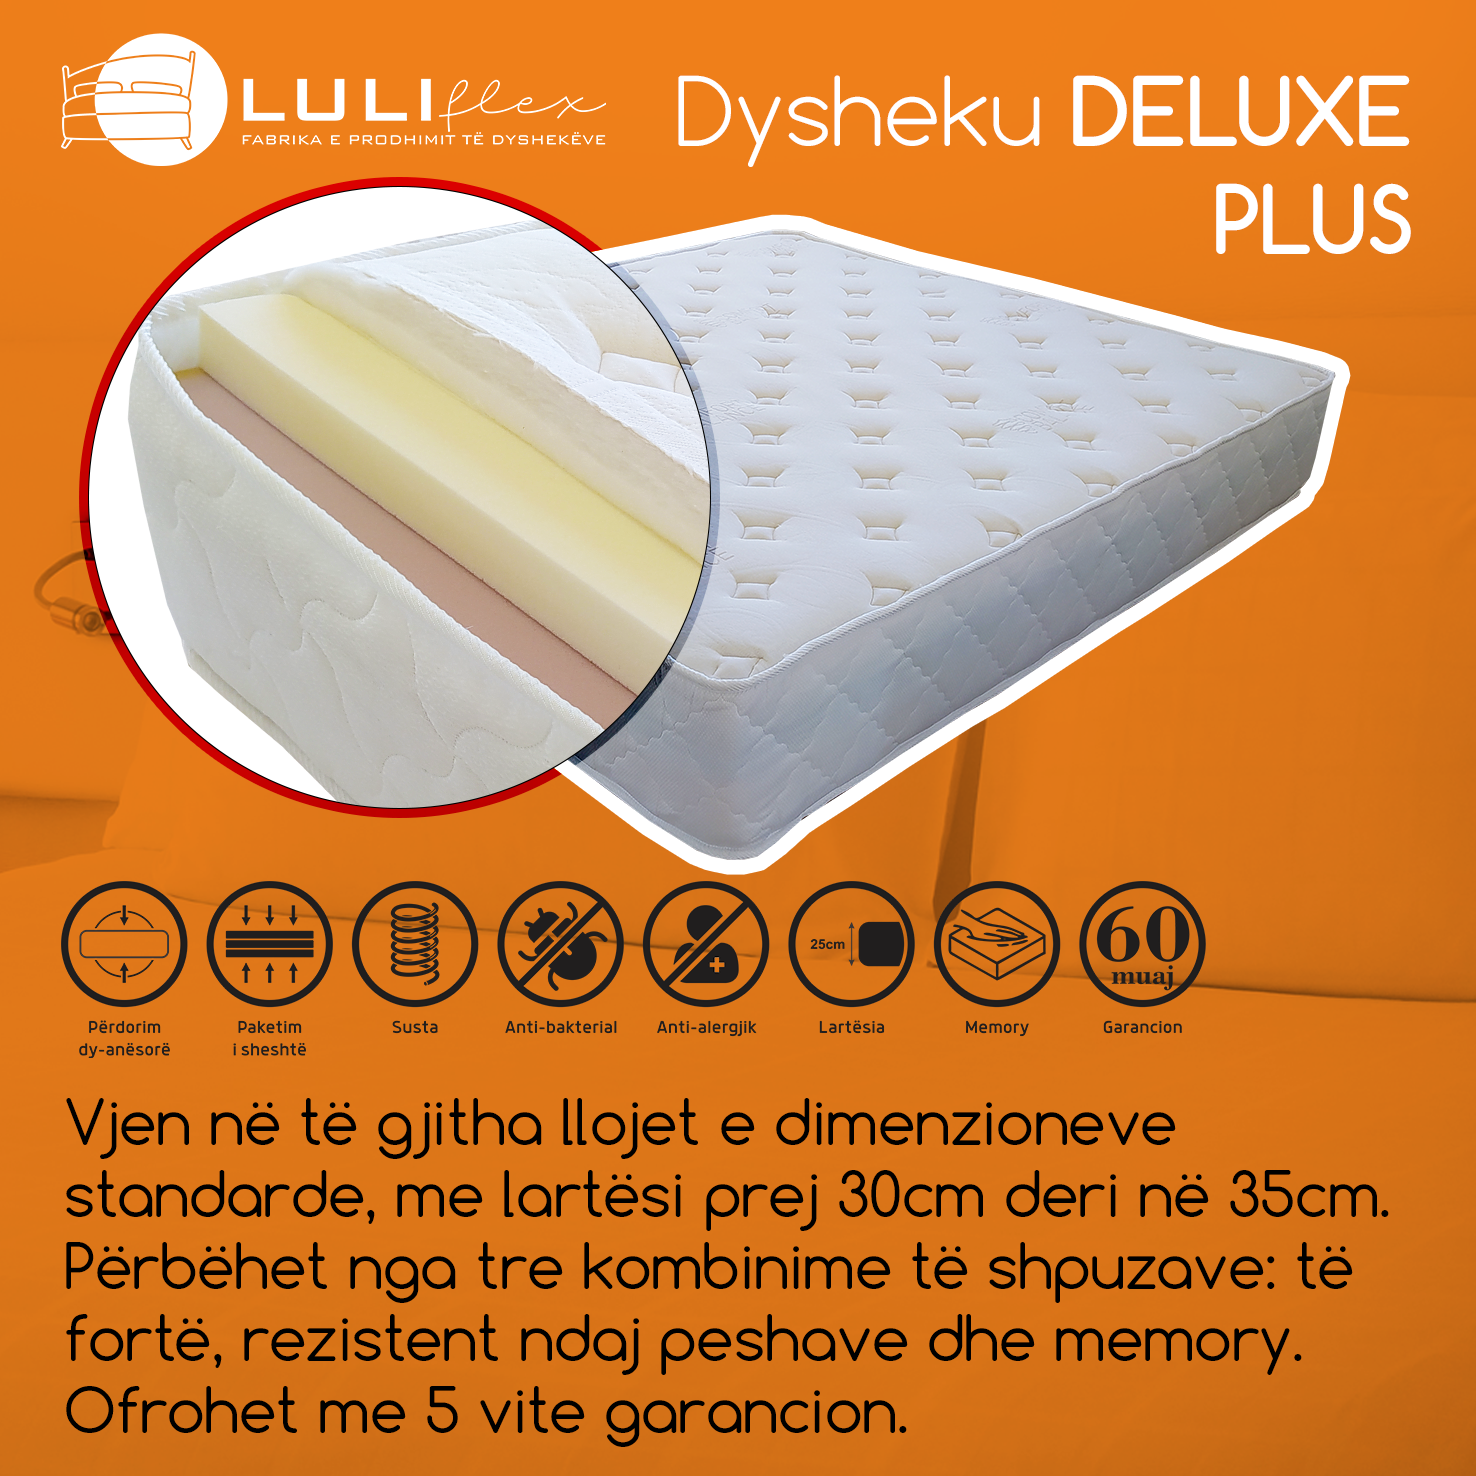 LULI flex
FABRIKA E PRODHIMIT TË DYSHEKËVE
Dysheku DELUXE
PLUS
25cm
60
muaj
Përdorim
dy-anësorë
Paketim
i sheshtë
Susta
Anti-bakterial
Anti-alergjik
Lartësia
Memory
Garancion
Vjen në të gjitha llojet e dimenzioneve
standarde, me lartësi prej 30cm deri në 35cm.
Përbëhet nga tre kombinime të shpuzave: të
fortë, rezistent ndaj peshave dhe memory.
Ofrohet me 5 vite garancion.